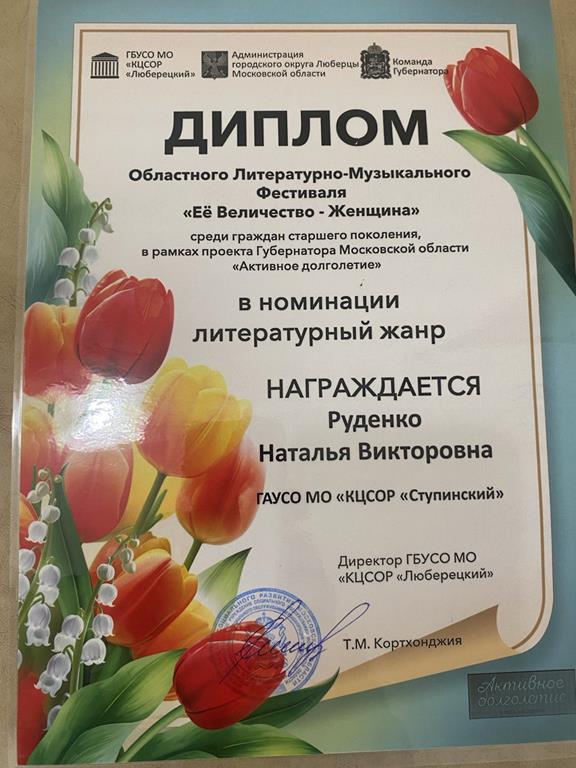 ГБУСО МО
«КЦСОР
«Люберецкий»
Администрация
городского округа Люберцы
Московской области
Команда
Губернатора
ДИПЛОМ
Областного Литературно-Музыкального
Фестиваля
«Её Величество - Женщина»
среди граждан старшего поколения,
в рамках проекта Губернатора Московской области
«Активное долголетие»
в номинации
литературный жанр
НАГРАЖДАЕТСЯ
Руденко
Наталья Викторовна
ГАУСО МО «КЦСОР «Ступинский»
Директор ГБУСО МО
«КЦСОР «Люберецкий»
Т.М. Кортхонджия
Активное
долголетие